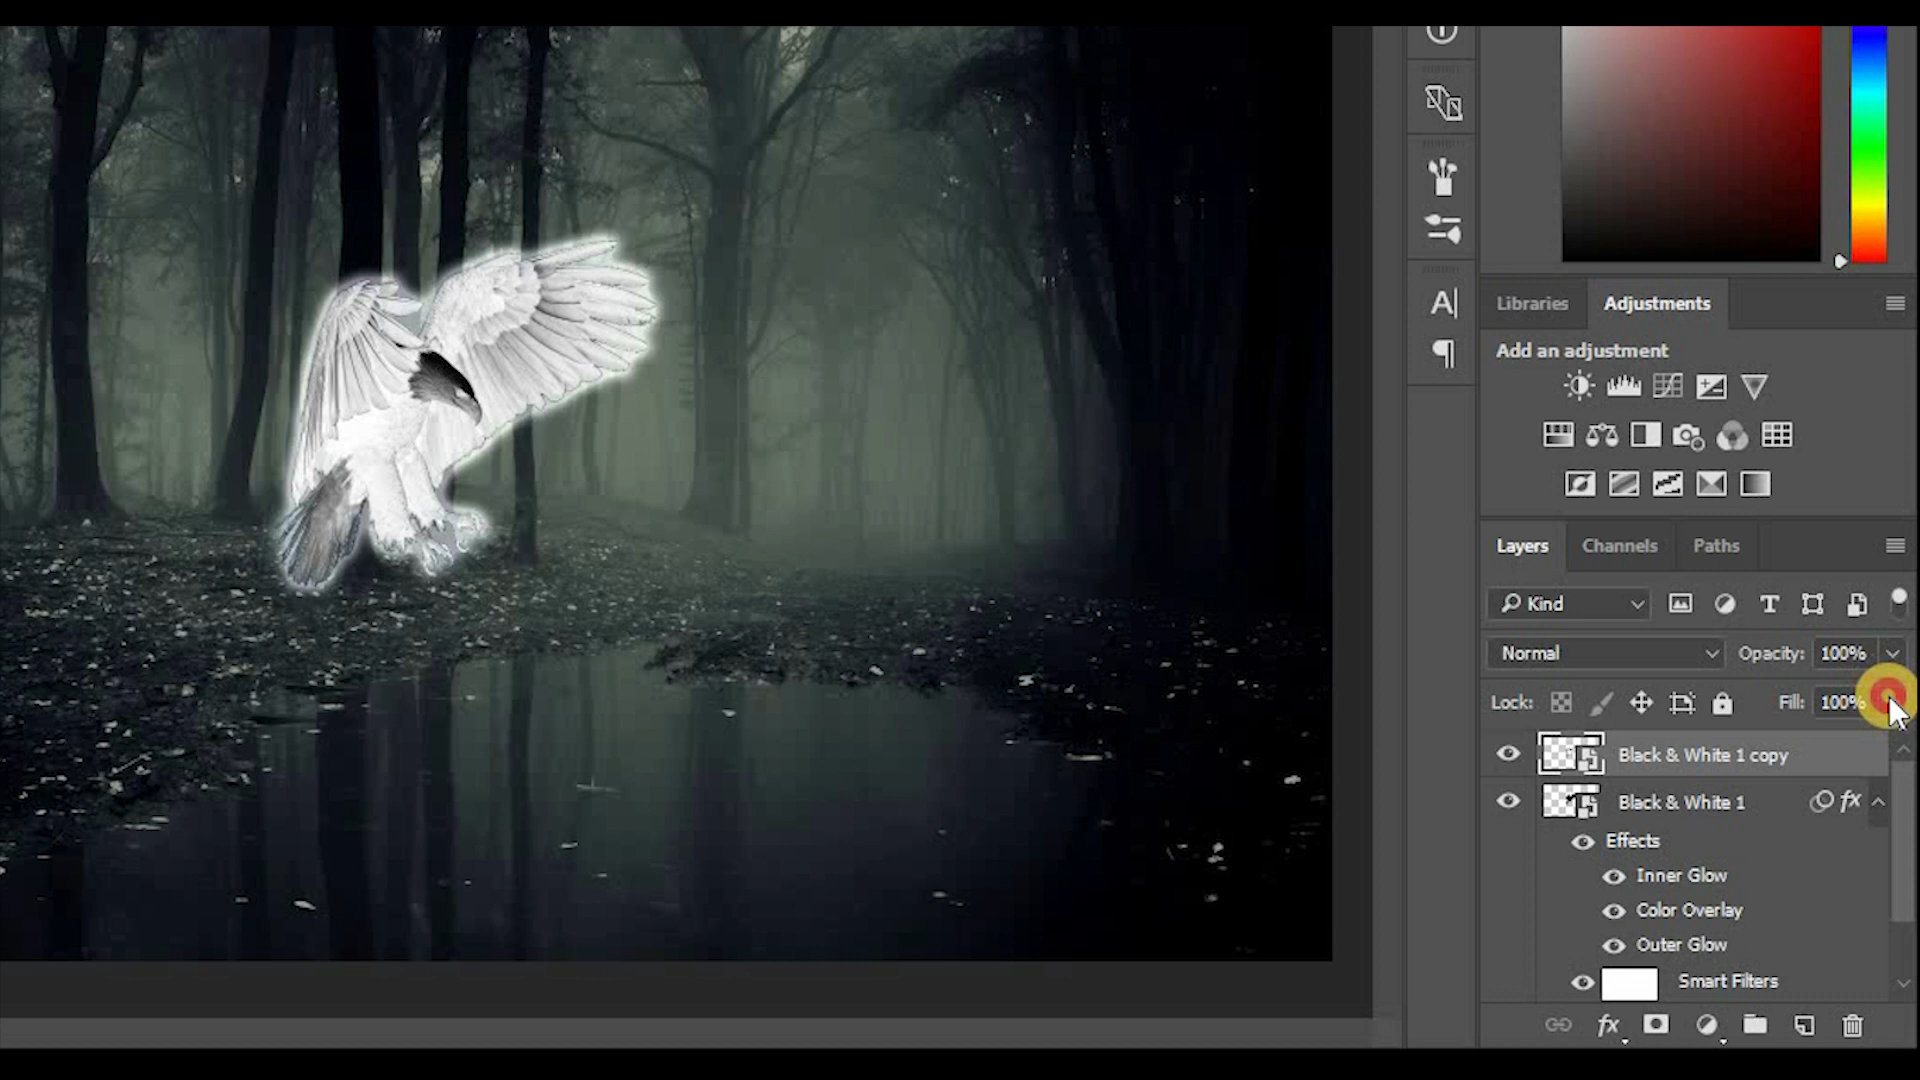 Libraries
Adjustments
Add an adjustment
A
Layers
Channels
Paths
Kind
T
Normal
Opacity: 100%
Lock:
Fill: 100%
Black & White 1 copy
Black & White 1
fx
Effects
Inner Glow
Color Overlay
Outer Glow
Smart Filters
fx